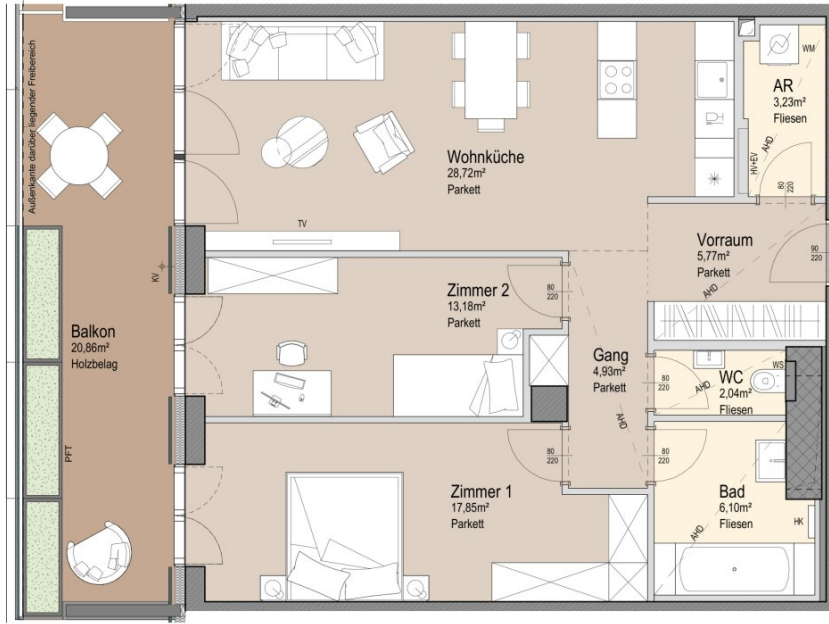 Außenkante darüber liegender Freibereich
Balkon
20,86m²
Holzbelag
KV
PFT
Wohnküche
28,72m²
Parkett
TV
AR
3,23m²
Fliesen
WM
HV+EV
AHD
80
220
Vorraum
5,77m²
Parkett
AHD
90
220
Zimmer 2
13,18m²
Parkett
80
220
Gang
4,93m²
Parkett
AHD
WC
2,04m²
Fliesen
WS
AHD
80
220
Zimmer 1
17,85m²
Parkett
80
220
Bad
6,10m²
Fliesen
HK
AHD
80
220